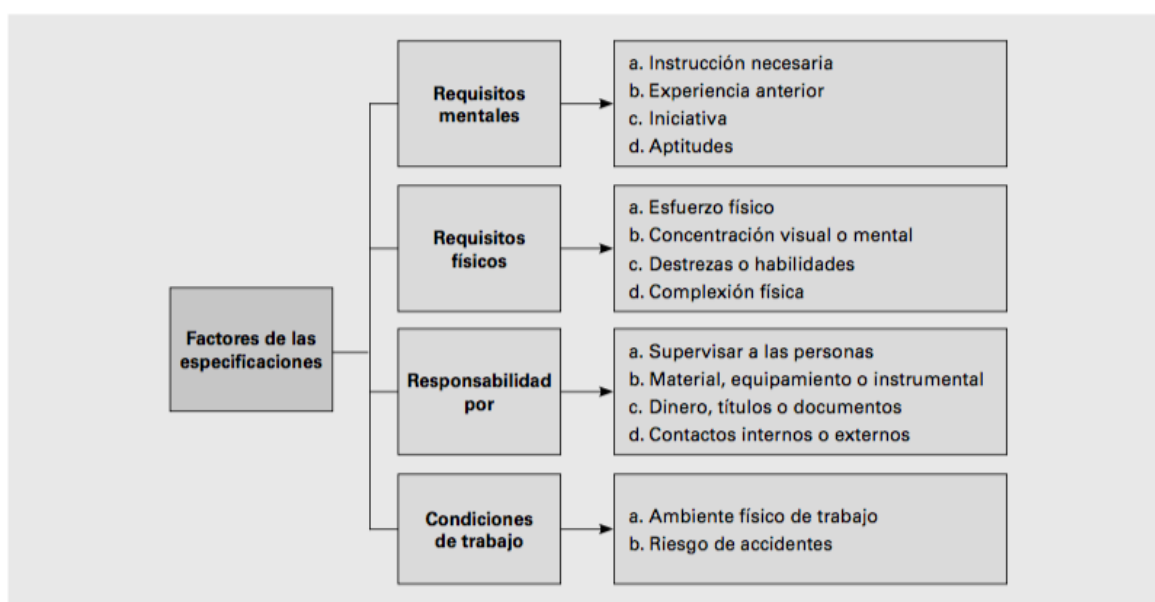 Factores de las
especificaciones
Requisitos
mentales
a. Instrucción necesaria
b. Experiencia anterior
c. Iniciativa
d. Aptitudes
Requisitos
físicos
a. Esfuerzo físico
b. Concentración visual o mental
c. Destrezas o habilidades
d. Complexión física
Responsabilidad
por
a. Supervisar a las personas
b. Material, equipamiento o instrumental
c. Dinero, títulos o documentos
d. Contactos internos o externos
Condiciones
de trabajo
a. Ambiente físico de trabajo
b. Riesgo de accidentes